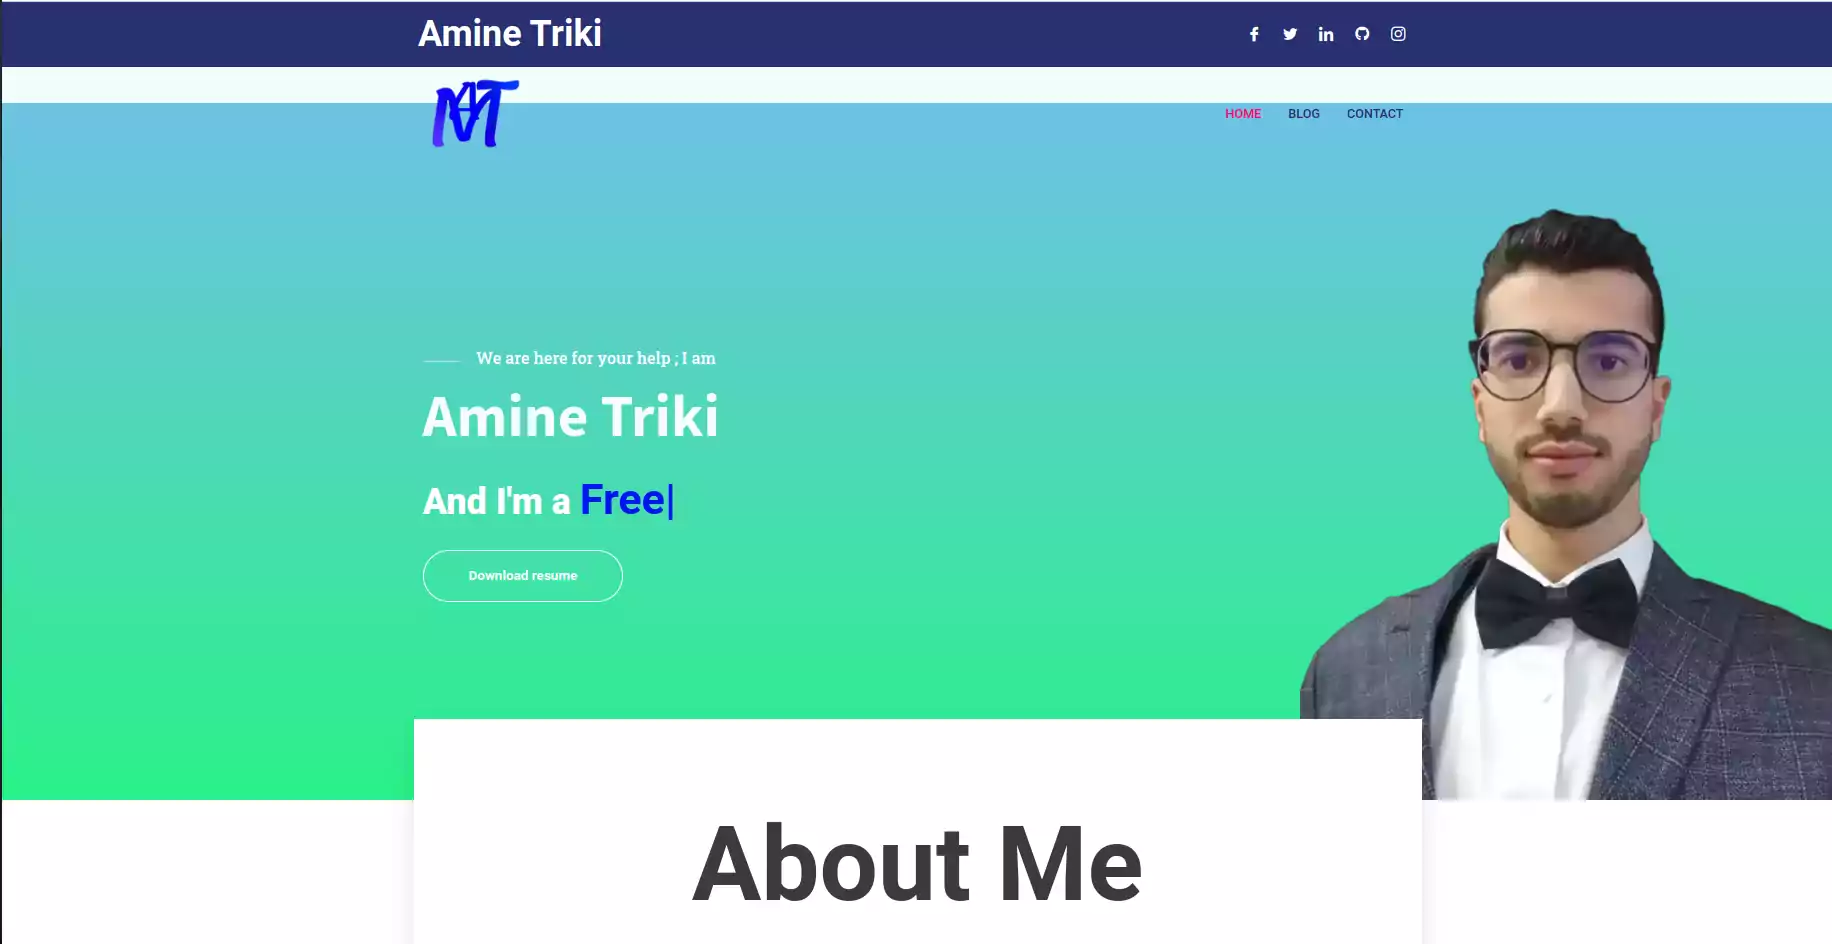 Amine Triki
HOME BLOG CONTACT
We are here for your help ; I am
Amine Triki
And I'm a Free|
Download resume
About Me